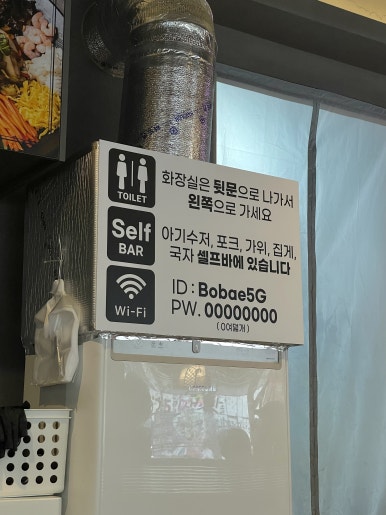 TOILET
화장실은 뒷문으로 나가서
왼쪽으로 가세요
Self
BAR
아기수저, 포크, 가위, 집게,
국자 셀프바에 있습니다
Wi-Fi
ID : Bobae5G
PW. 00000000
( 0여덟개 )